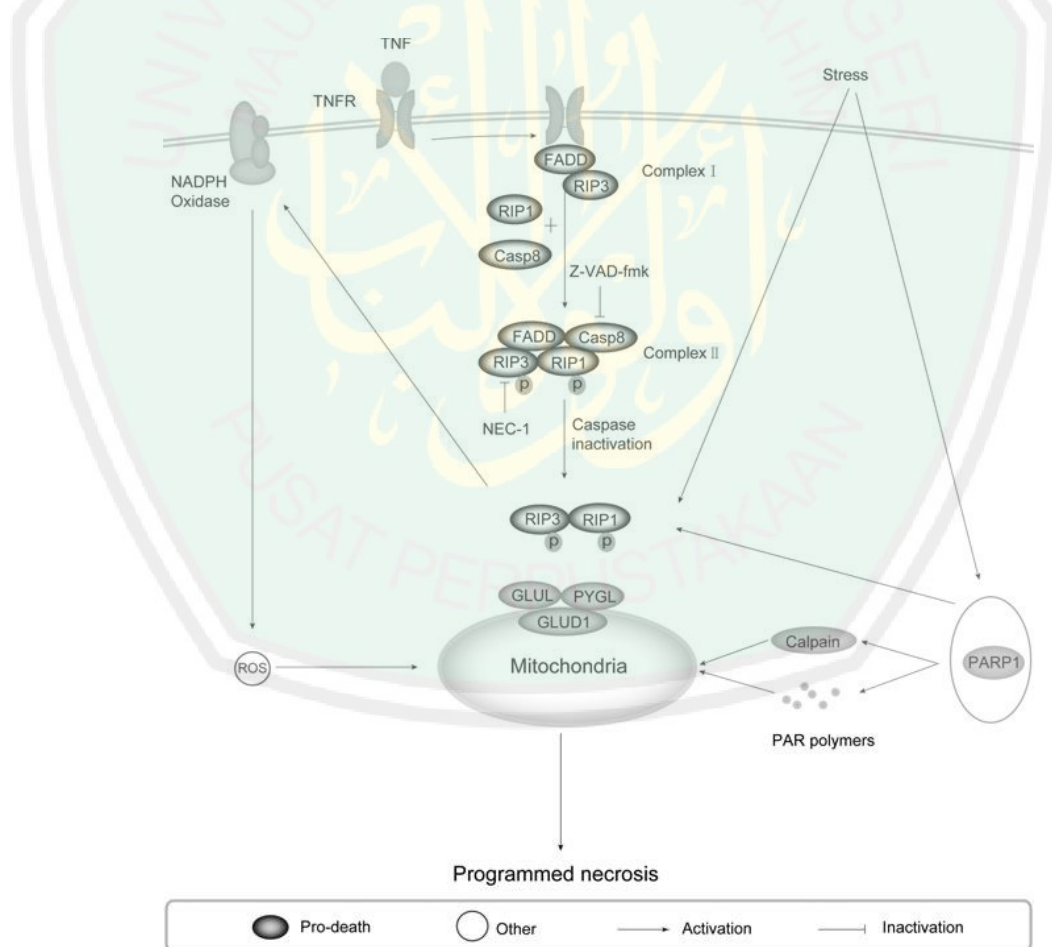 TNF
TNFR
Stress
NADPH
Oxidase
FADD
RIP3
Complex I
RIP1
+
Casp8
Z-VAD-fmk
FADD
Casp8
RIP3
RIP1
Complex II
p
p
NEC-1
Caspase
inactivation
RIP3
RIP1
p
p
GLUL
PYGL
GLUD1
Mitochondria
ROS
Calpain
PARP1
PAR polymers
Programmed necrosis
Pro-death
Other
Activation
Inactivation
PUSAT PERPUSTAKAAN